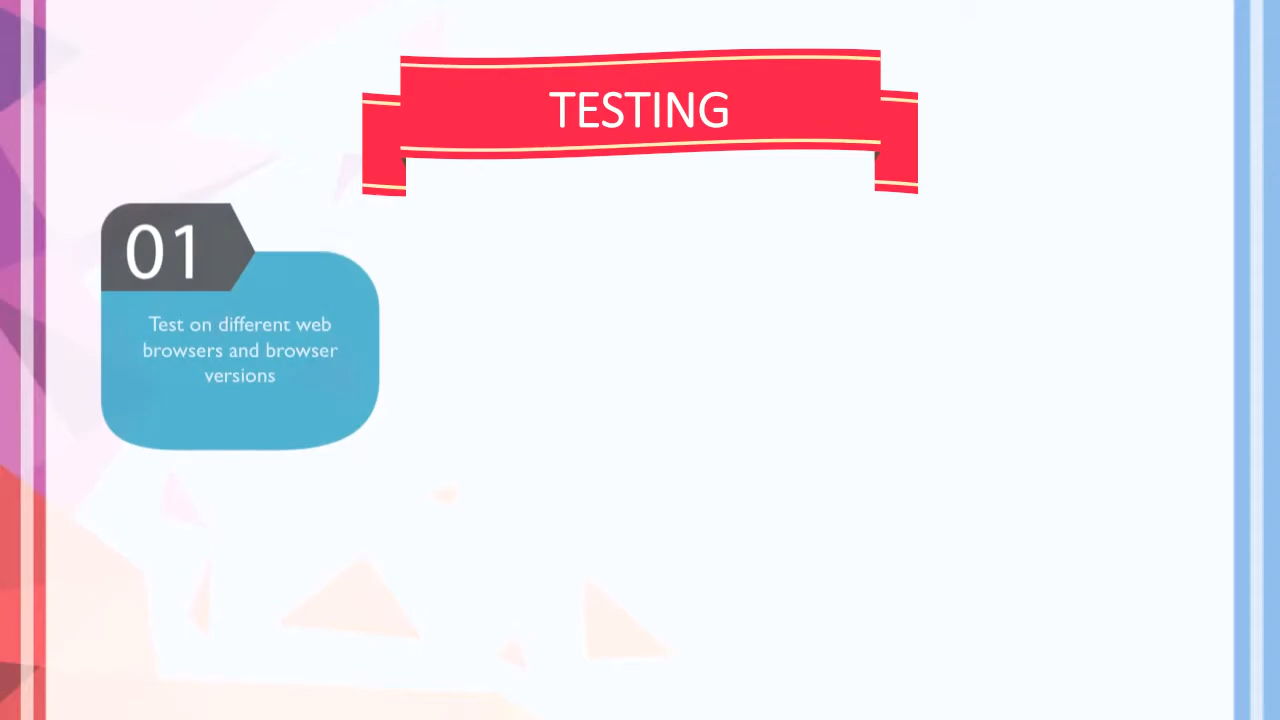 TESTING
01
Test on different web
browsers and browser
versions